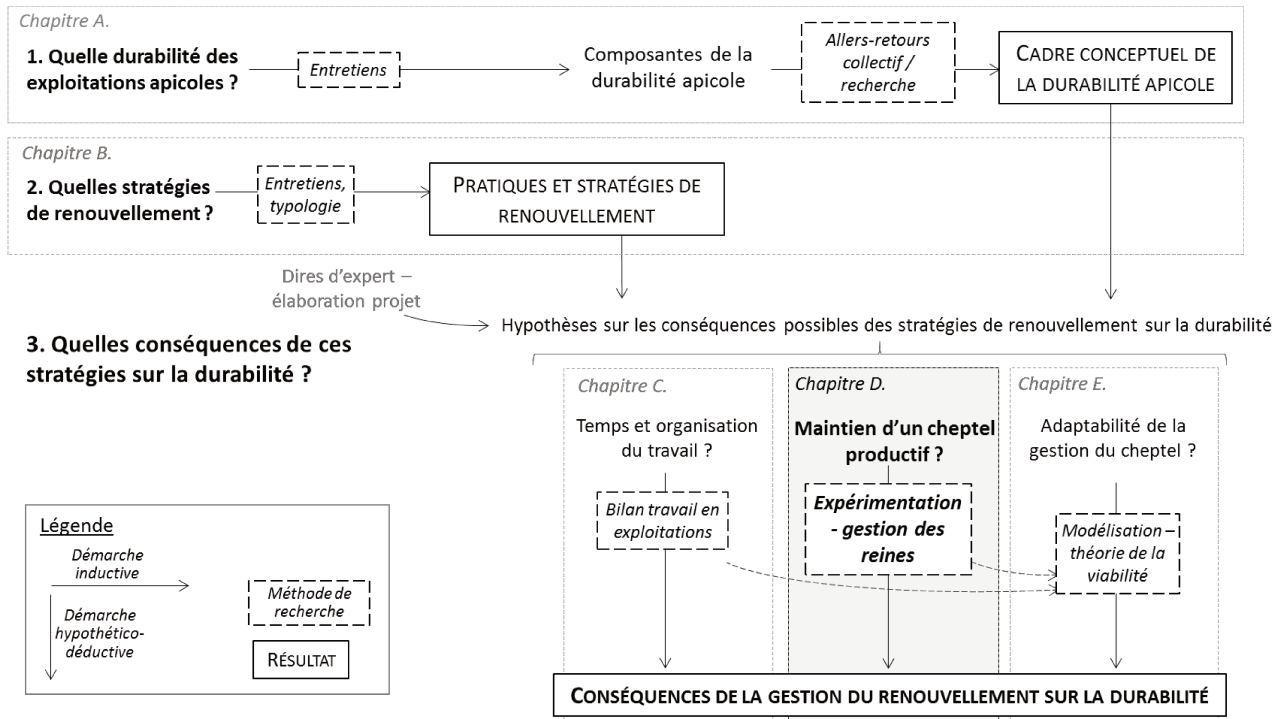 Chapitre A.
1. Quelle durabilité des
exploitations apicoles ?
Entretiens
Composantes de la
durabilité apicole
Allers-retours
collectif /
recherche
CADRE CONCEPTUEL DE
LA DURABILITÉ APICOLE
Chapitre B.
2. Quelles stratégies
de renouvellement ?
Entretiens,
typologie
PRATIQUES ET STRATÉGIES DE
RENOUVELLEMENT
Dires d'expert –
élaboration projet
Hypothèses sur les conséquences possibles des stratégies de renouvellement sur la durabilité
3. Quelles conséquences de ces
stratégies sur la durabilité ?
Chapitre C.
Temps et organisation
du travail ?
Bilan travail en
exploitations
Chapitre D.
Maintien d'un cheptel
productif ?
Expérimentation
- gestion des
reines
Chapitre E.
Adaptabilité de la
gestion du cheptel ?
Modélisation –
théorie de la
viabilité
Légende
Démarche
inductive
Démarche
hypothético-
déductive
Méthode de
recherche
RÉSULTAT
CONSÉQUENCES DE LA GESTION DU RENOUVELLEMENT SUR LA DURABILITÉ